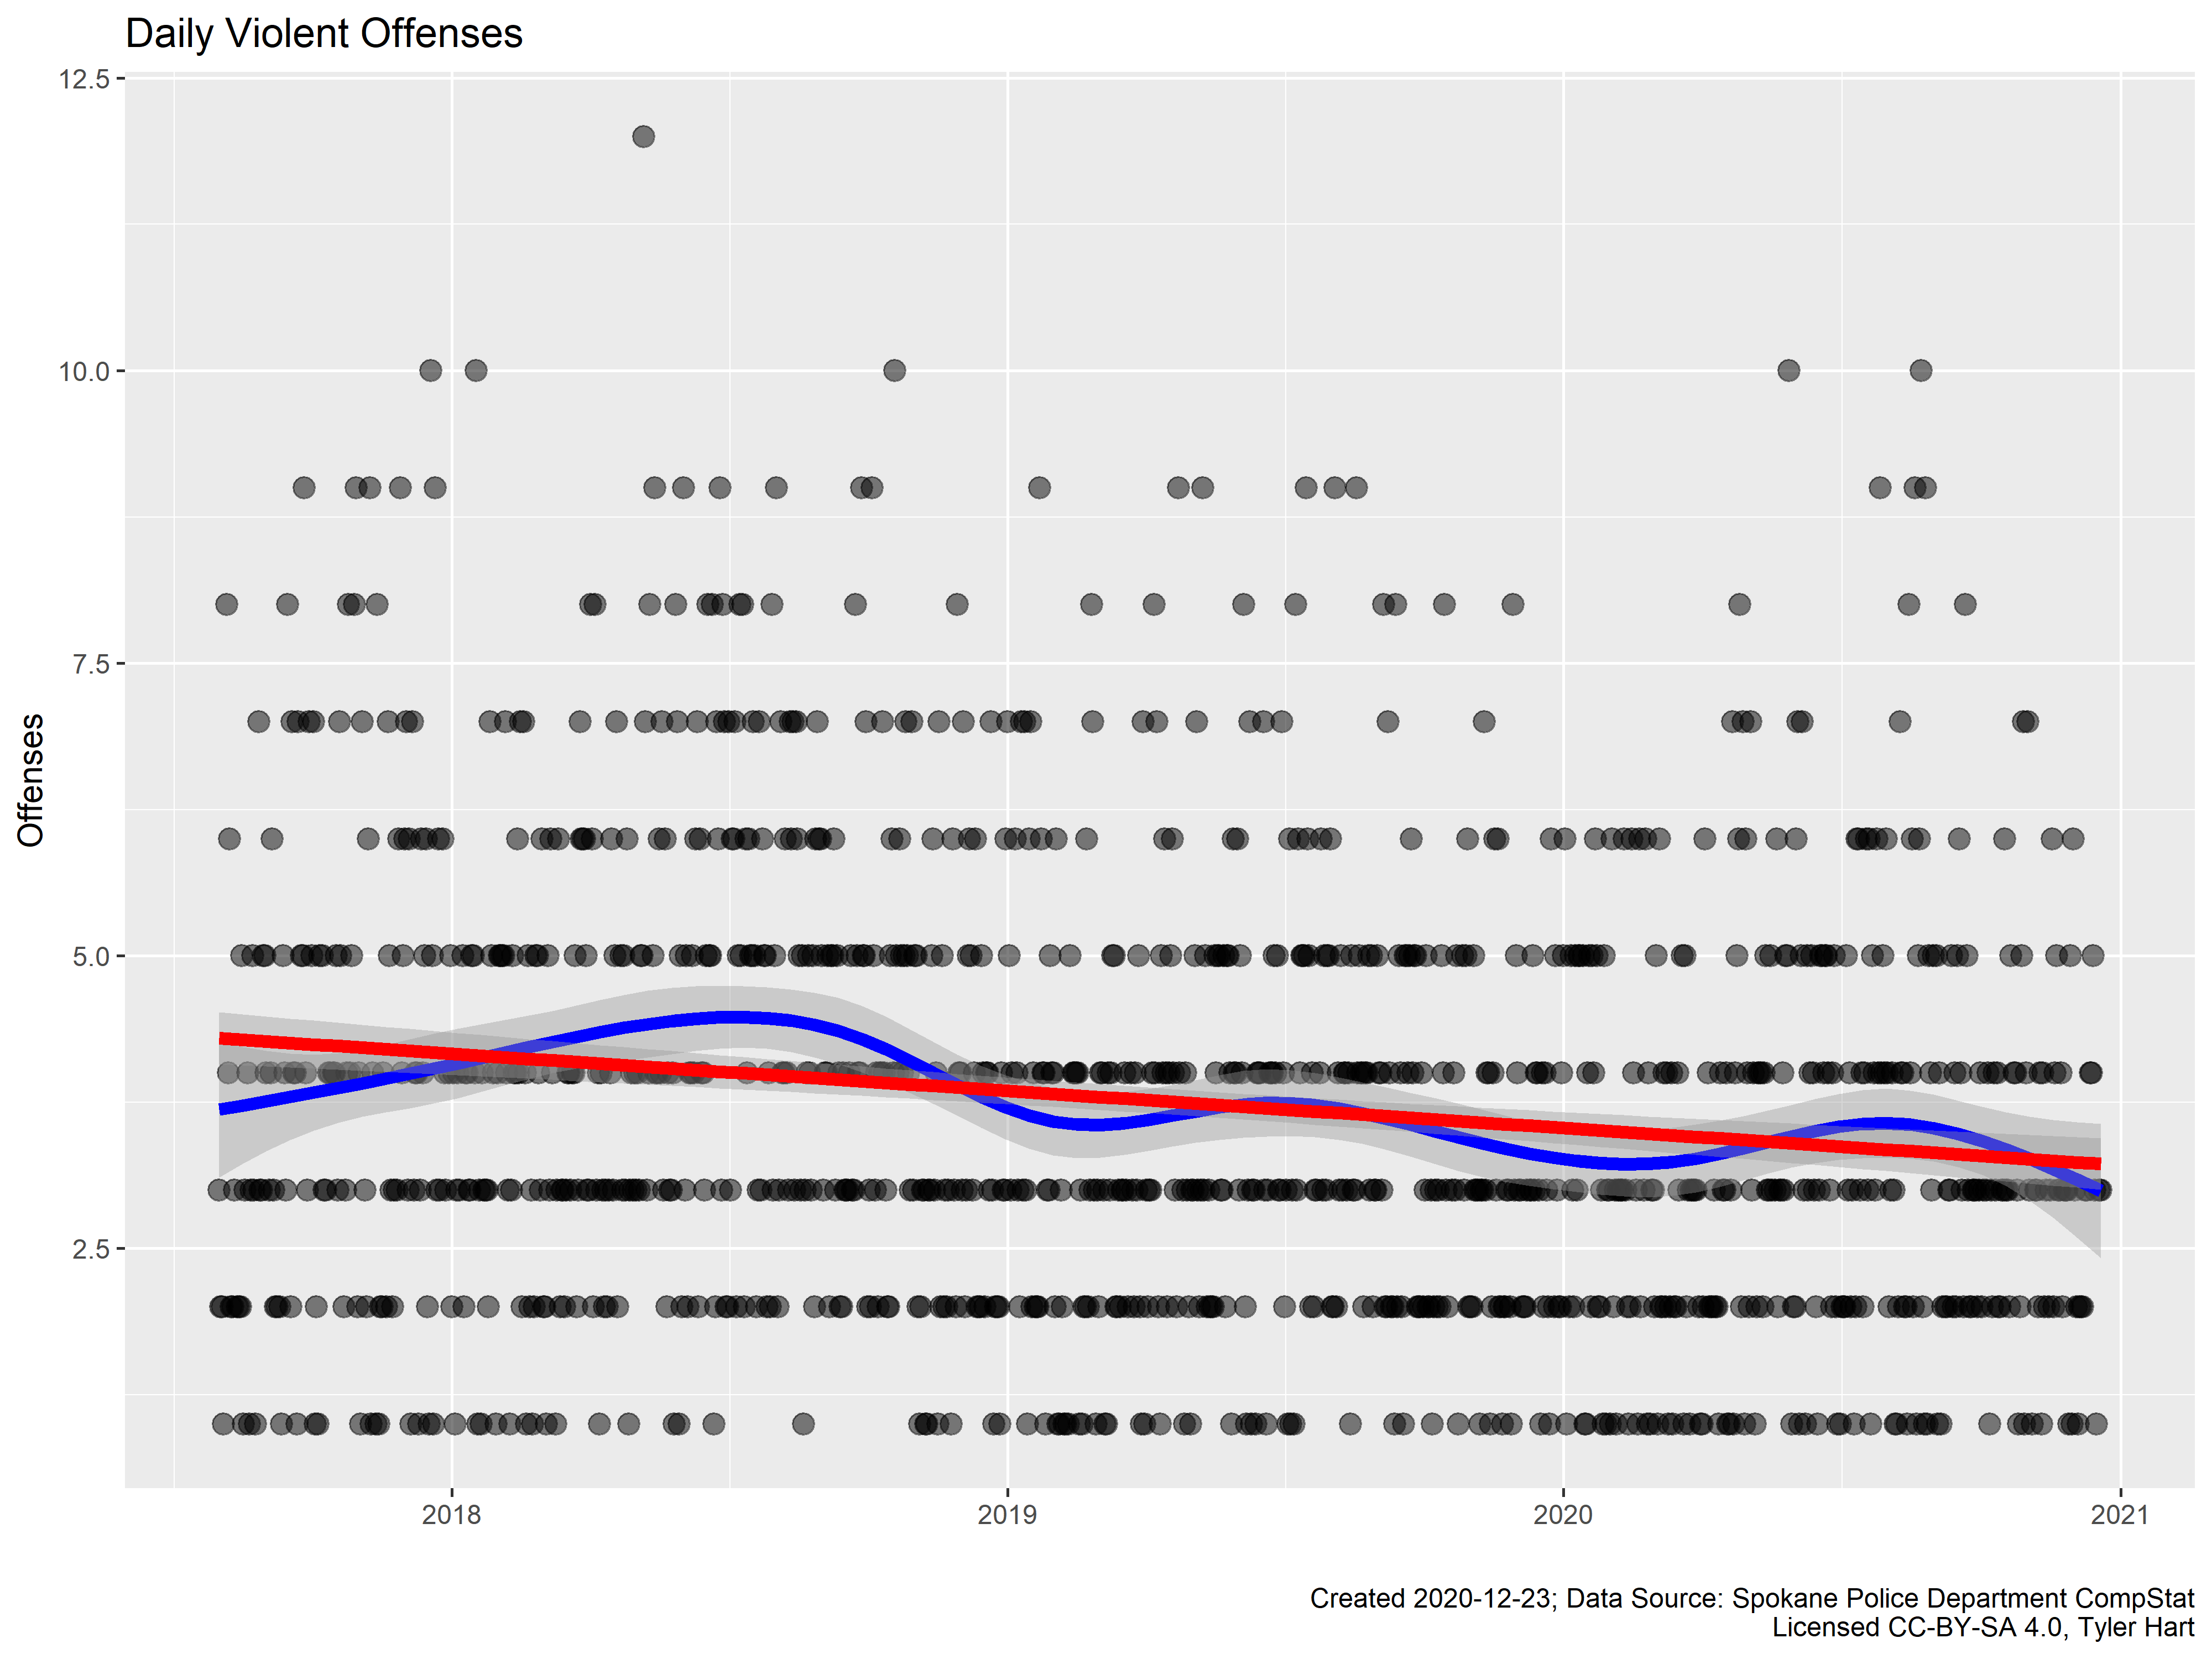 Daily Violent Offenses
12.5
10.0
7.5
5.0
2.5
Offenses
2018 2019 2020 2021
Created 2020-12-23; Data Source: Spokane Police Department CompStat
Licensed CC-BY-SA 4.0, Tyler Hart